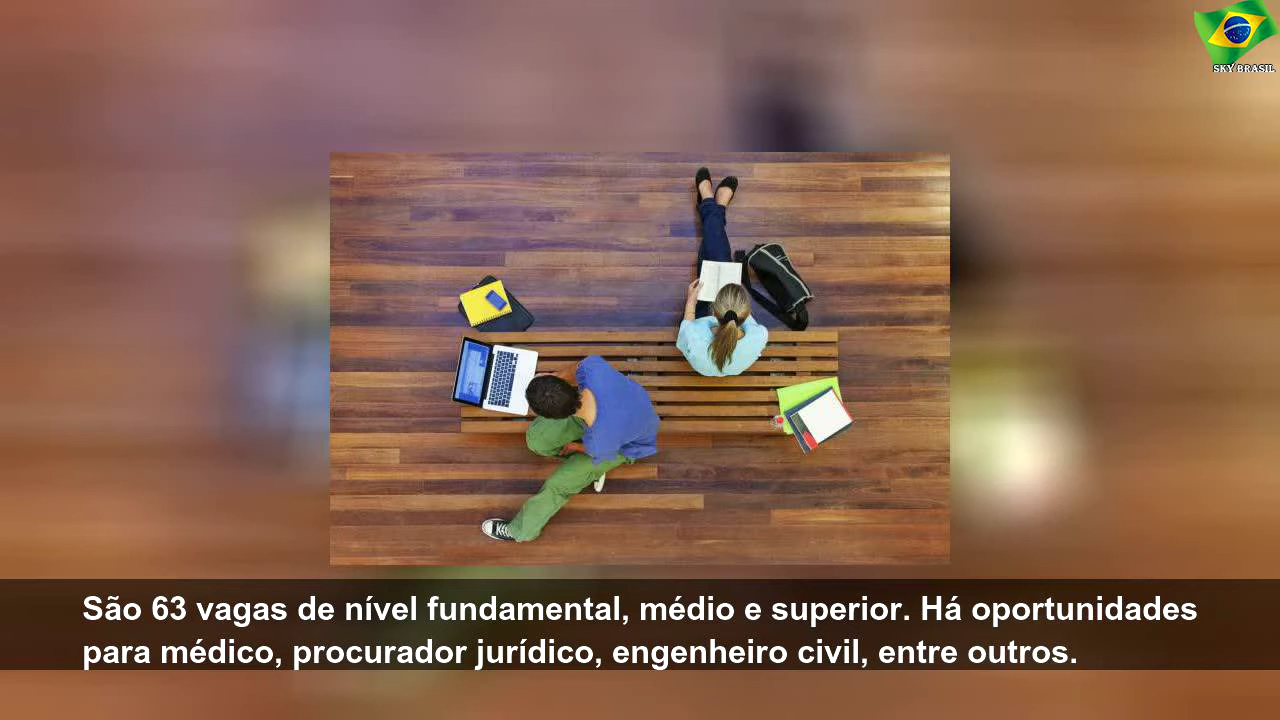 SKY BRASIL
São 63 vagas de nível fundamental, médio e superior. Há oportunidades
para médico, procurador jurídico, engenheiro civil, entre outros.